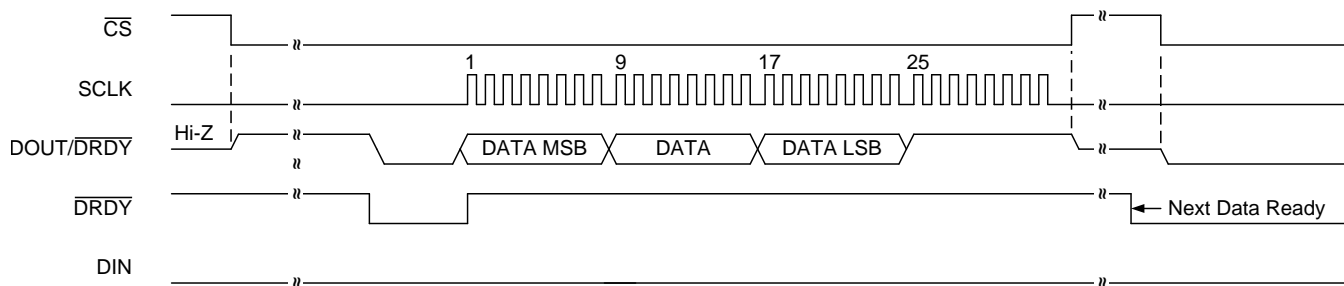 CS
1 9 17 25
SCLK
Hi-Z
DOUT/DRDY DATA MSB DATA DATA LSB
DRDY Next Data Ready
DIN